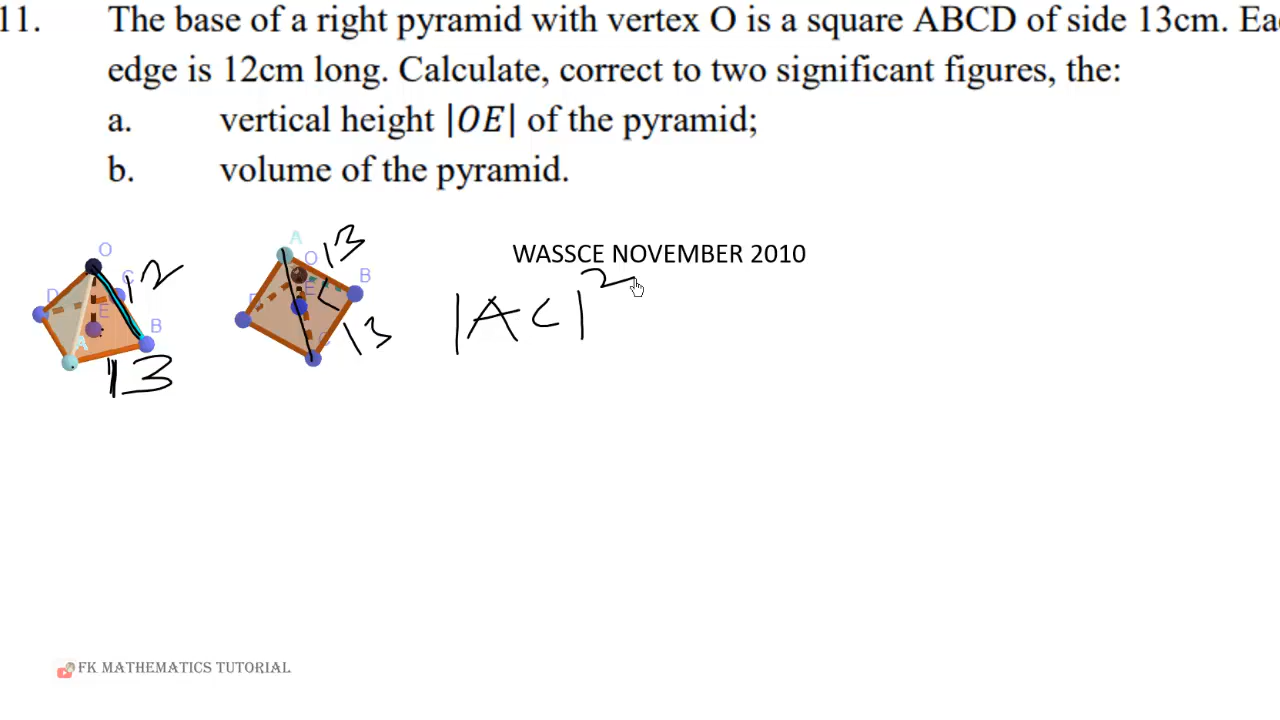 11. The base of a right pyramid with vertex O is a square ABCD of side 13cm. Ea
edge is 12cm long. Calculate, correct to two significant figures, the:
a. vertical height |OE| of the pyramid;
b. volume of the pyramid.
WASSCE NOVEMBER 2010
O
D
C
E
A
B
12
13
A
O
B
E
C
13
13
|AC|²
FK MATHEMATICS TUTORIAL